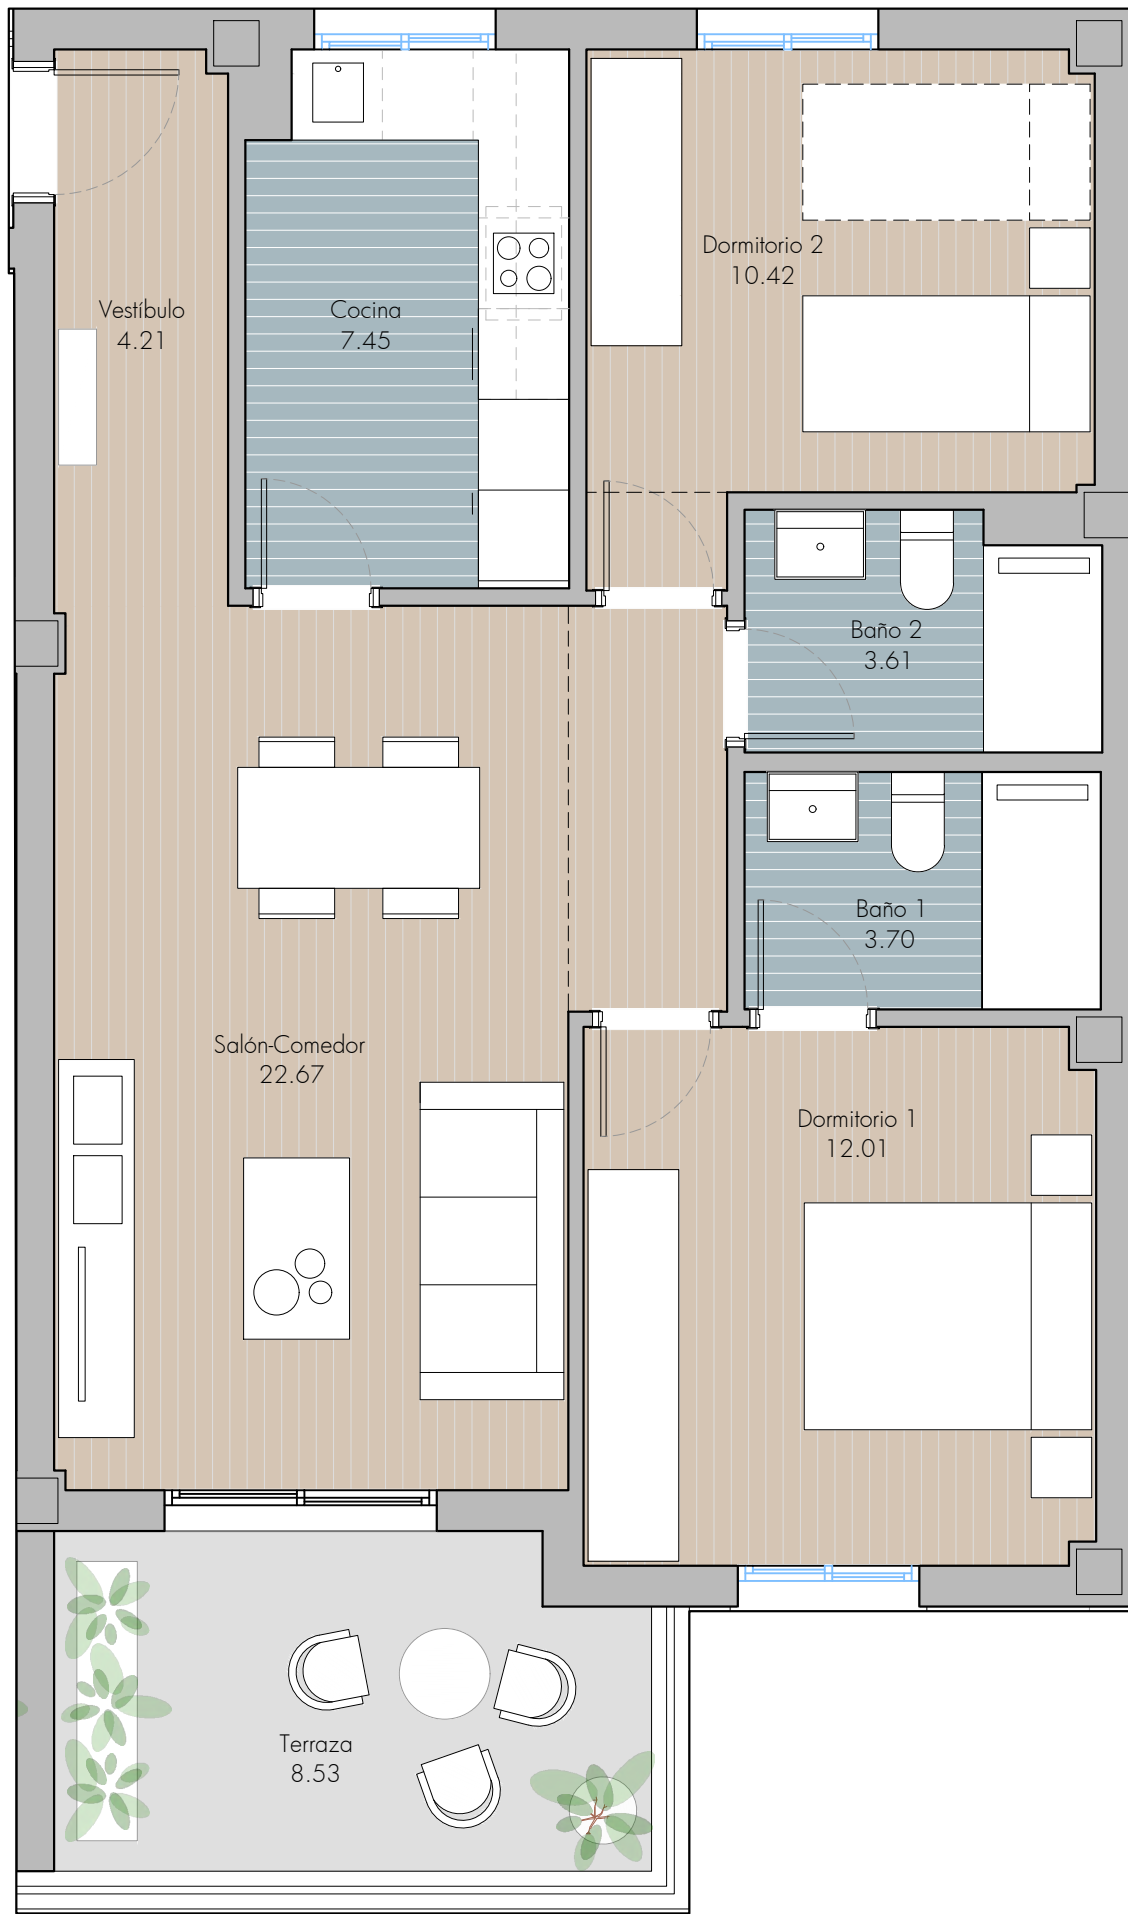 Dormitorio 2
10.42
Vestíbulo
4.21
Cocina
7.45
Baño 2
3.61
Baño 1
3.70
Salón-Comedor
22.67
Dormitorio 1
12.01
Terraza
8.53